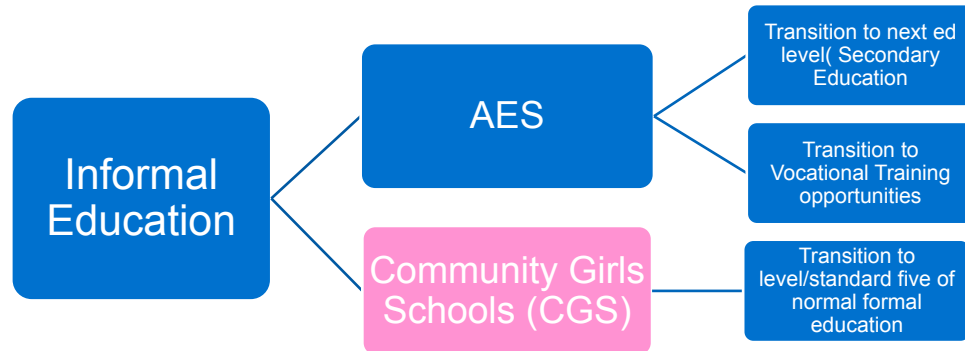 Informal
Education
AES
Community Girls
Schools (CGS)
Transition to next ed
level( Secondary
Education
Transition to
Vocational Training
opportunities
Transition to
level/standard five of
normal formal
education